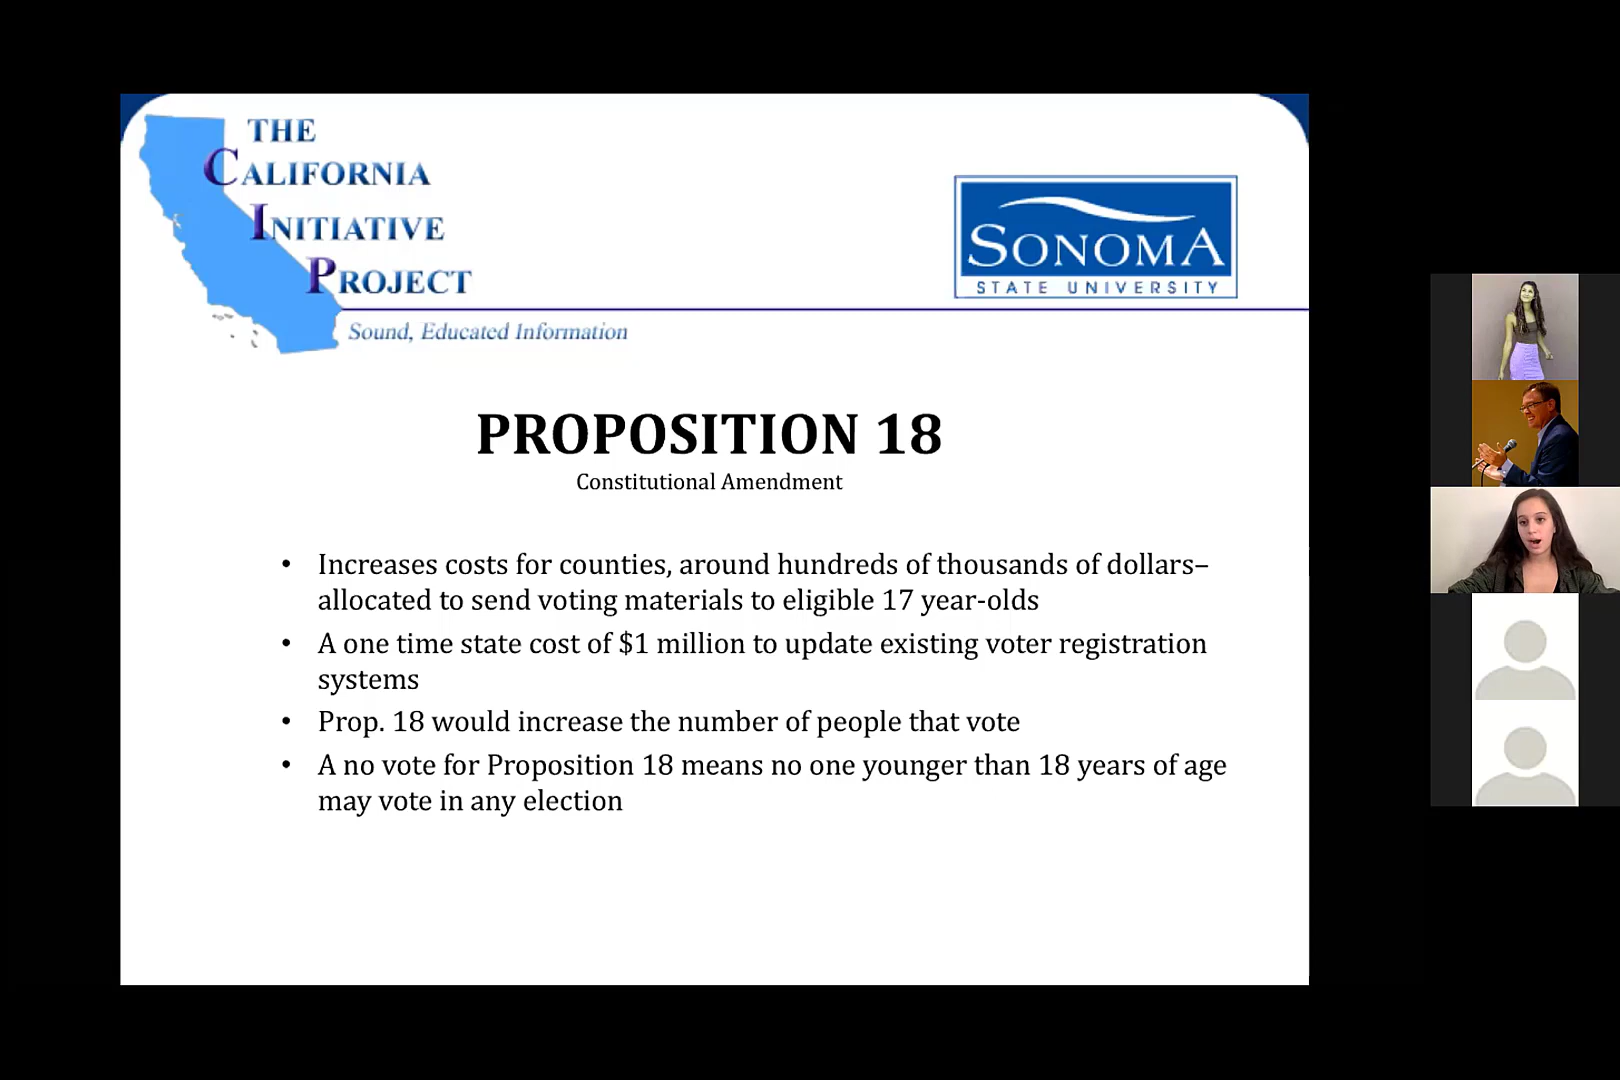 THE
CALIFORNIA
INITIATIVE
PROJECT
Sound, Educated Information
SONOMA
STATE UNIVERSITY
PROPOSITION 18
Constitutional Amendment
• Increases costs for counties, around hundreds of thousands of dollars–
allocated to send voting materials to eligible 17 year-olds
• A one time state cost of $1 million to update existing voter registration
systems
• Prop. 18 would increase the number of people that vote
• A no vote for Proposition 18 means no one younger than 18 years of age
may vote in any election